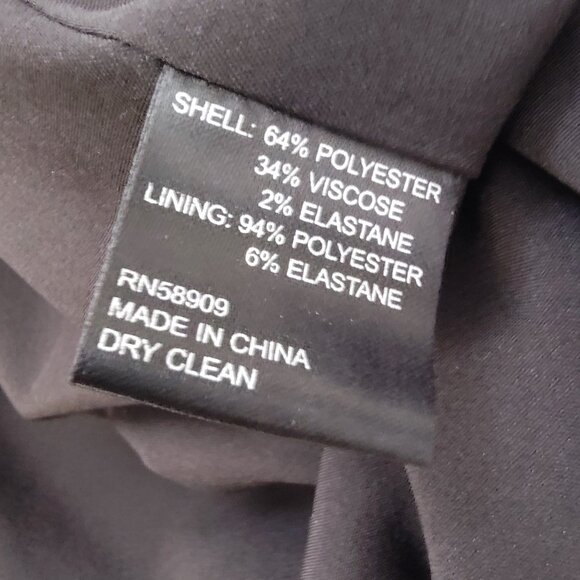 SHELL: 64% POLYESTER
34% VISCOSE
2% ELASTANE
LINING: 94% POLYESTER
6% ELASTANE
RN58909
MADE IN CHINA
DRY CLEAN